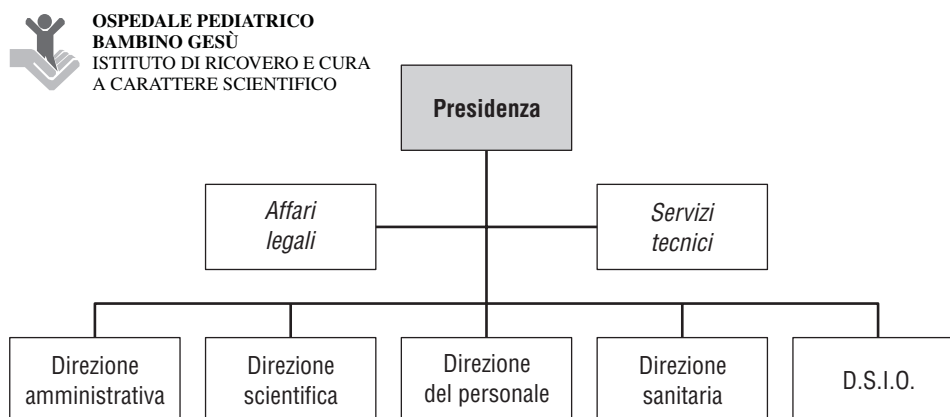 OSPEDALE PEDIATRICO
BAMBINO GESÙ
ISTITUTO DI RICOVERO E CURA
A CARATTERE SCIENTIFICO
Presidenza
Affari
legali
Servizi
tecnici
Direzione
amministrativa
Direzione
scientifica
Direzione
del personale
Direzione
sanitaria
D.S.I.O.